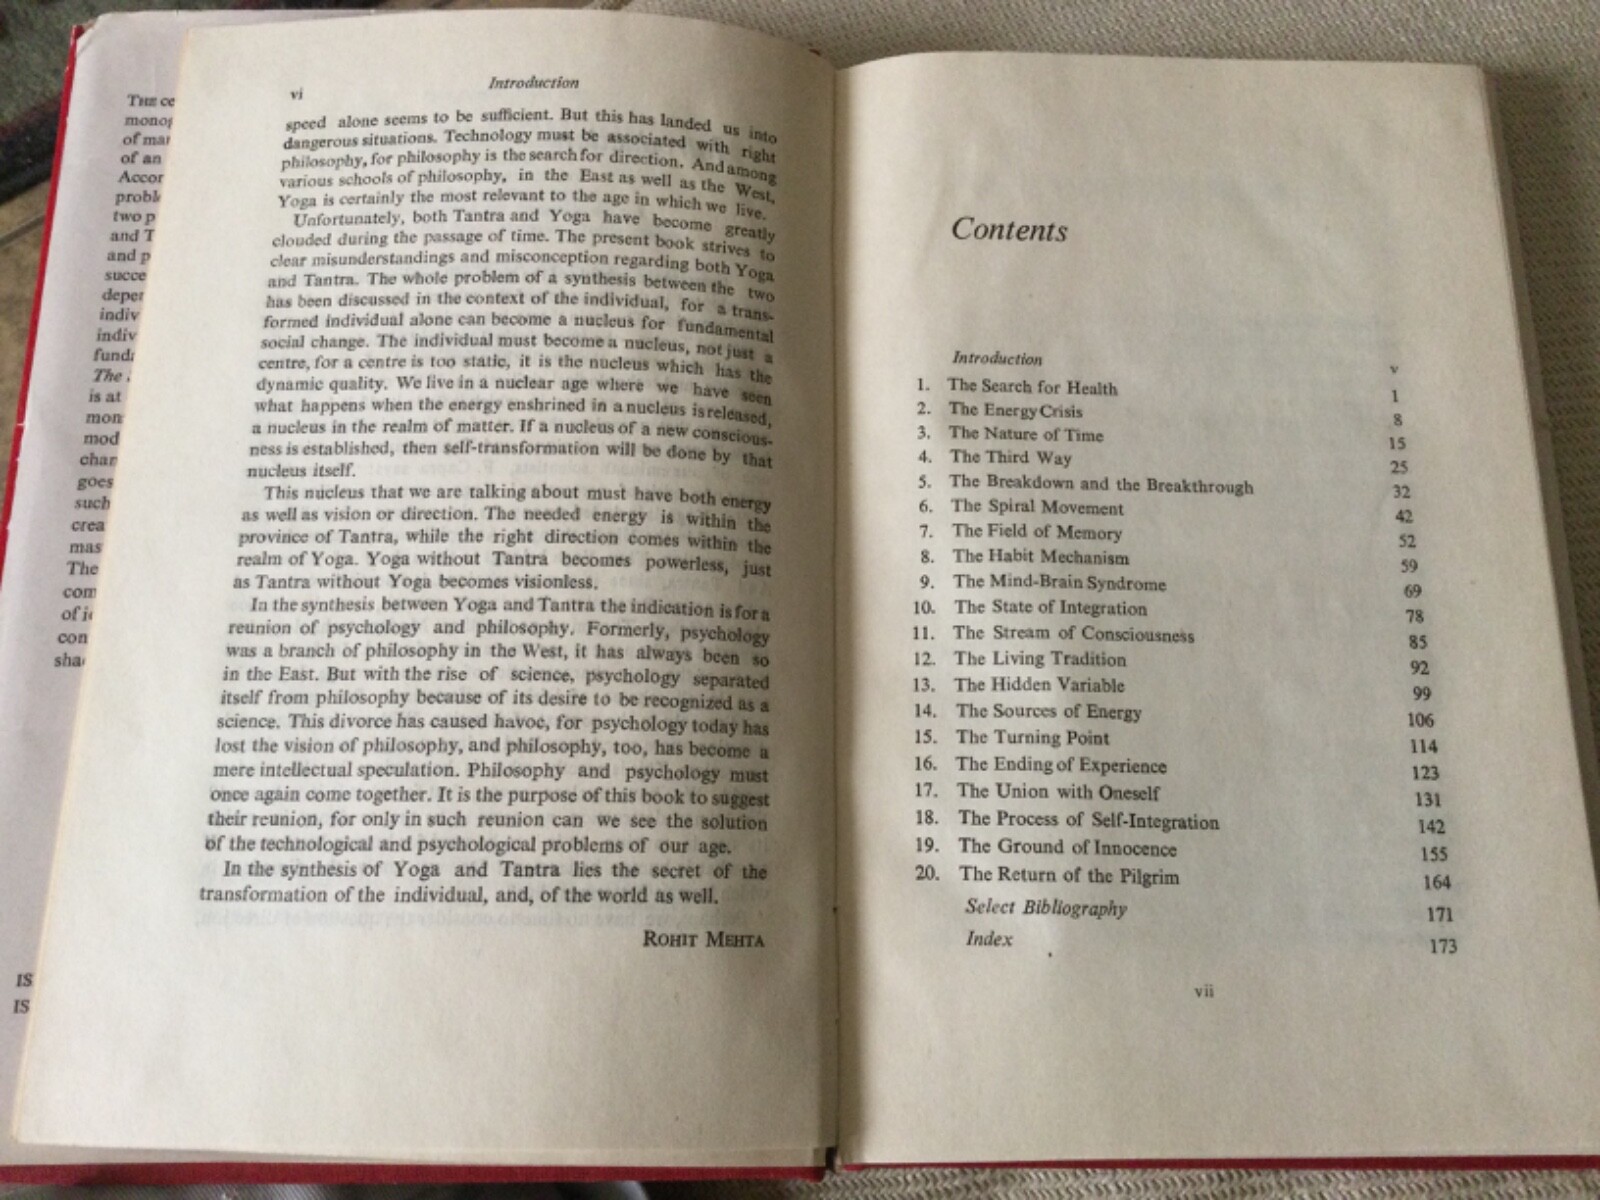 THE
of an
two p
and T
and p
The
is at
such
The
IS
IS
vi
Introduction
speed alone seems to be sufficient. But this has landed us into
dangerous situations. Technology must be associated with right
philosophy, for philosophy is the search for direction. And among
various schools of philosophy, in the East as well as the West,
Yoga is certainly the most relevant to the age in which we live.
Unfortunately, both Tantra and Yoga have become greatly
clouded during the passage of time. The present book strives to
clear misunderstandings and misconception regarding both Yoga
and Tantra. The whole problem of a synthesis between the two
has been discussed in the context of the individual, for a trans-
formed individual alone can become a nucleus for fundamental
social change. The individual must become a nucleus, not just a
centre, for a centre is too static, it is the nucleus which has the
dynamic quality. We live in a nuclear age where we have seen
what happens when the energy enshrined in a nucleus is released,
a nucleus in the realm of matter. If a nucleus of a new conscious-
ness is established, then self-transformation will be done by that
nucleus itself.
This nucleus that we are talking about must have both energy
as well as vision or direction. The needed energy is within the
province of Tantra, while the right direction comes within the
realm of Yoga. Yoga without Tantra becomes powerless, just
as Tantra without Yoga becomes visionless.
In the synthesis between Yoga and Tantra the indication is for a
reunion of psychology and philosophy. Formerly, psychology
was a branch of philosophy in the West, it has always been so
in the East. But with the rise of science, psychology separated
itself from philosophy because of its desire to be recognized as a
science. This divorce has caused havoc, for psychology today has
lost the vision of philosophy, and philosophy, too, has become a
mere intellectual speculation. Philosophy and psychology must
once again come together. It is the purpose of this book to suggest
their reunion, for only in such reunion can we see the solution
of the technological and psychological problems of our age.
In the synthesis of Yoga and Tantra lies the secret of the
transformation of the individual, and, of the world as well.
ROHIT MEHTA
Contents
Introduction v
1. The Search for Health 1
2. The Energy Crisis 8
3. The Nature of Time 15
4. The Third Way 25
5. The Breakdown and the Breakthrough 32
6. The Spiral Movement 42
7. The Field of Memory 52
8. The Habit Mechanism 59
9. The Mind-Brain Syndrome 69
10. The State of Integration 78
11. The Stream of Consciousness 85
12. The Living Tradition 92
13. The Hidden Variable 99
14. The Sources of Energy 106
15. The Turning Point 114
16. The Ending of Experience 123
17. The Union with Oneself 131
18. The Process of Self-Integration 142
19. The Ground of Innocence 155
20. The Return of the Pilgrim 164
Select Bibliography 171
Index 173
vii